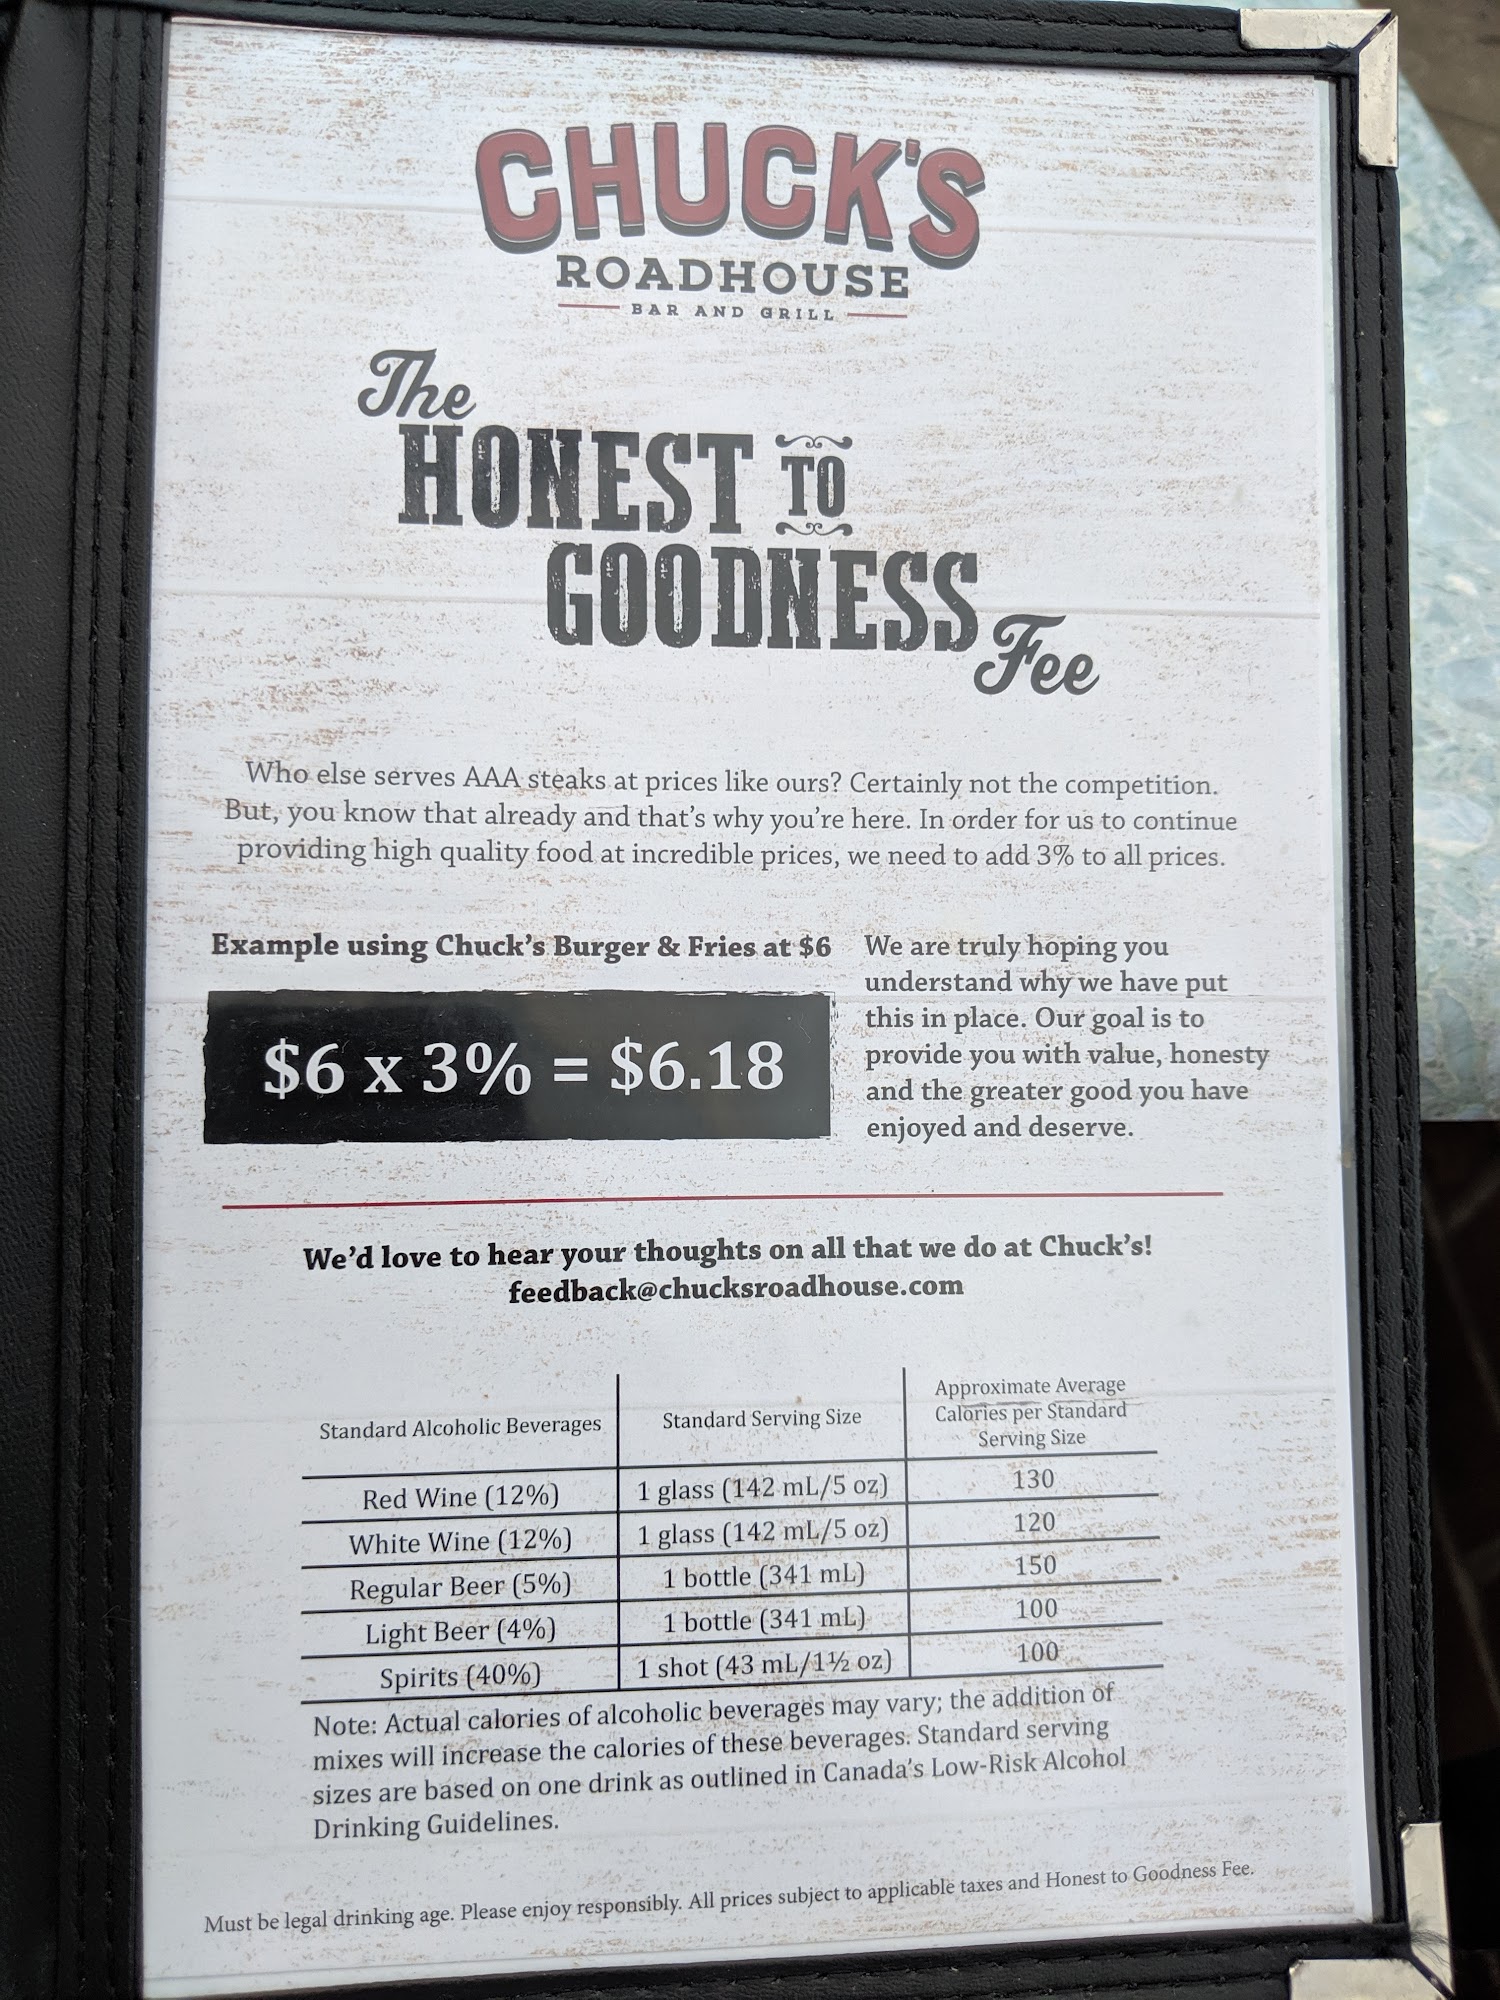 CHUCK'S
ROADHOUSE
BAR AND GRILL
The
HONEST TO
GOODNESS
Fee
Who else serves AAA steaks at prices like ours? Certainly not the competition.
But, you know that already and that's why you're here. In order for us to continue
providing high quality food at incredible prices, we need to add 3% to all prices.
Example using Chuck's Burger & Fries at $6
$6 x 3% = $6.18
We are truly hoping you
understand why we have put
this in place. Our goal is to
provide you with value, honesty
and the greater good you have
enjoyed and deserve.
We'd love to hear your thoughts on all that we do at Chuck's!
feedback@chucksroadhouse.com
Standard Alcoholic Beverages
Standard Serving Size
Approximate Average
Calories per Standard
Serving Size
Red Wine (12%) 1 glass (142 mL/5 oz) 130
White Wine (12%) 1 glass (142 mL/5 oz) 120
Regular Beer (5%) 1 bottle (341 mL) 150
Light Beer (4%) 1 bottle (341 mL) 100
Spirits (40%) 1 shot (43 mL/1½ oz) 100
Note: Actual calories of alcoholic beverages may vary; the addition of
mixes will increase the calories of these beverages. Standard serving
sizes are based on one drink as outlined in Canada's Low-Risk Alcohol
Drinking Guidelines.
Must be legal drinking age. Please enjoy responsibly. All prices subject to applicable taxes and Honest to Goodness Fee.